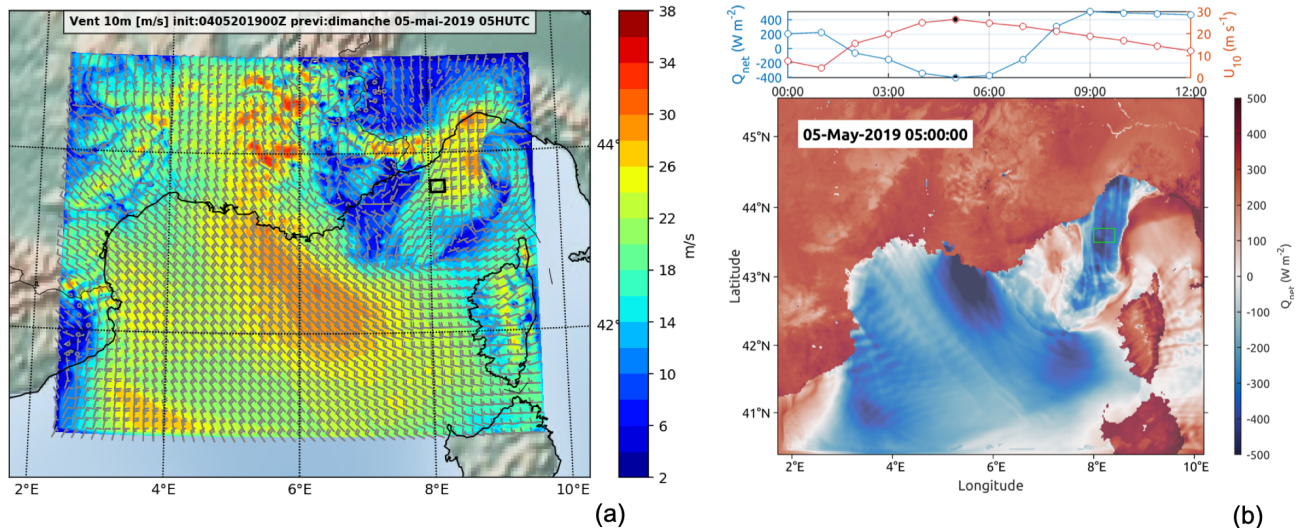 Vent 10m [m/s] init:0405201900Z previ:dimanche 05-mai-2019 05HUTC
38
34
30
26
22
18
14
10
6
2
m/s
44°
42°
2°E
4°E
6°E
8°E
10°E
(a)
Qnet (W m-2)
400
200
0
-200
-400
30
20
10
0
U10 (m s-1)
00:00
03:00
06:00
09:00
12:00
05-May-2019 05:00:00
45°N
44°N
43°N
42°N
41°N
Latitude
2°E
4°E
6°E
8°E
10°E
Longitude
500
400
300
200
100
0
-100
-200
-300
-400
-500
Qnet (W m-2)
(b)